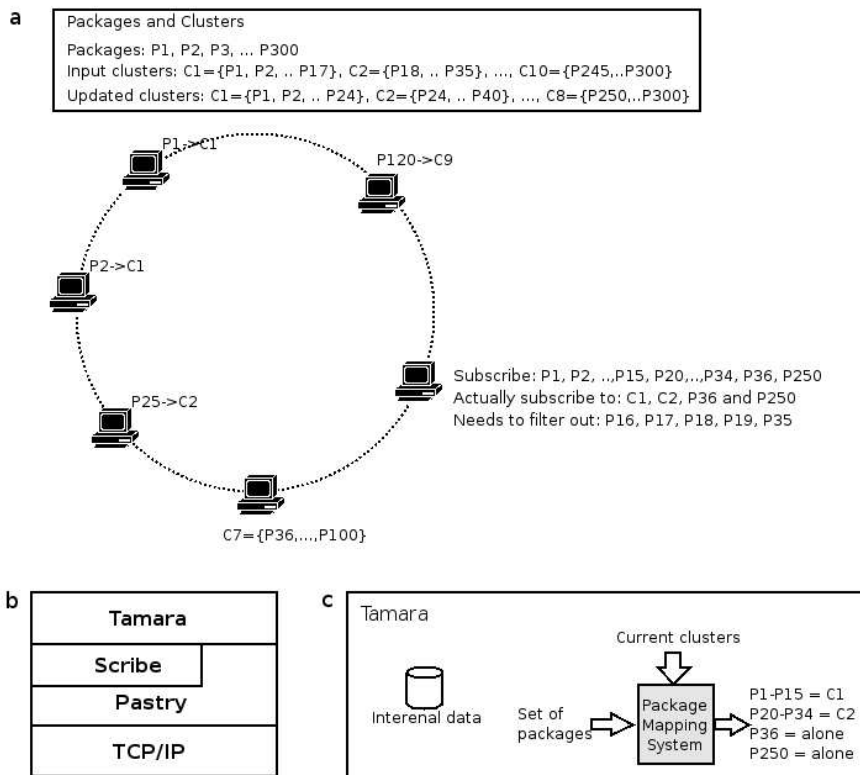 a
Packages and Clusters
Packages: P1, P2, P3, ... P300
Input clusters: C1={P1, P2, .. P17}, C2={P18, .. P35}, ..., C10={P245,..P300}
Updated clusters: C1={P1, P2, .. P24}, C2={P24, .. P40}, ..., C8={P250,..P300}
P1->C1
P120->C9
P2->C1
Subscribe: P1, P2, ..,P15, P20,..,P34, P36, P250
Actually subscribe to: C1, C2, P36 and P250
Needs to filter out: P16, P17, P18, P19, P35
P25->C2
C7={P36,...,P100}
b
Tamara
Scribe
Pastry
TCP/IP
c
Tamara
Current clusters
Interenal data
Set of
packages
Package
Mapping
System
P1-P15 = C1
P20-P34 = C2
P36 = alone
P250 = alone